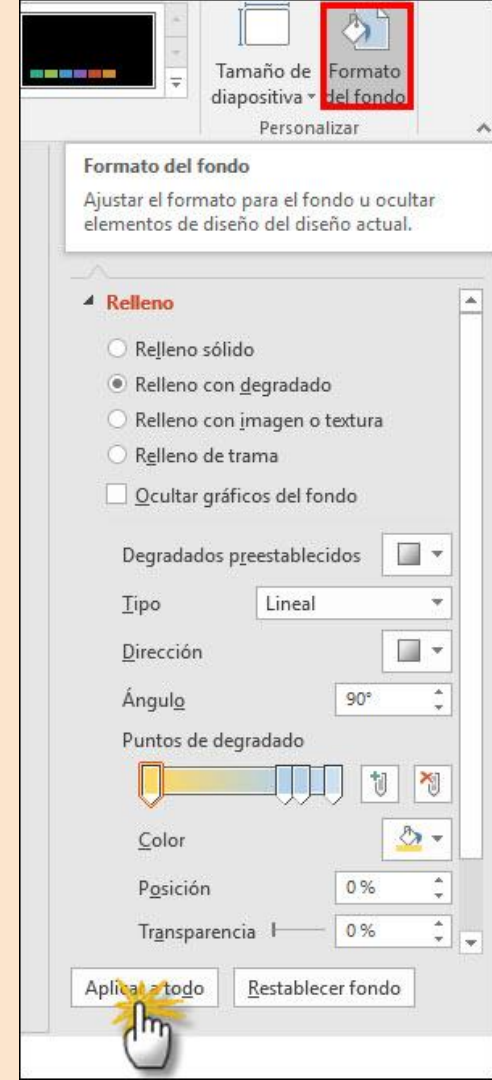 Tamaño de
diapositiva
Formato
del fondo
Personalizar
Formato del fondo
Ajustar el formato para el fondo u ocultar
elementos de diseño del diseño actual.
Relleno
Relleno sólido
Relleno con degradado
Relleno con imagen o textura
Relleno de trama
Ocultar gráficos del fondo
Degradados preestablecidos
Tipo Lineal
Dirección
Ángulo 90°
Puntos de degradado
Color
Posición 0 %
Transparencia 0 %
Aplicar a todo Restablecer fondo